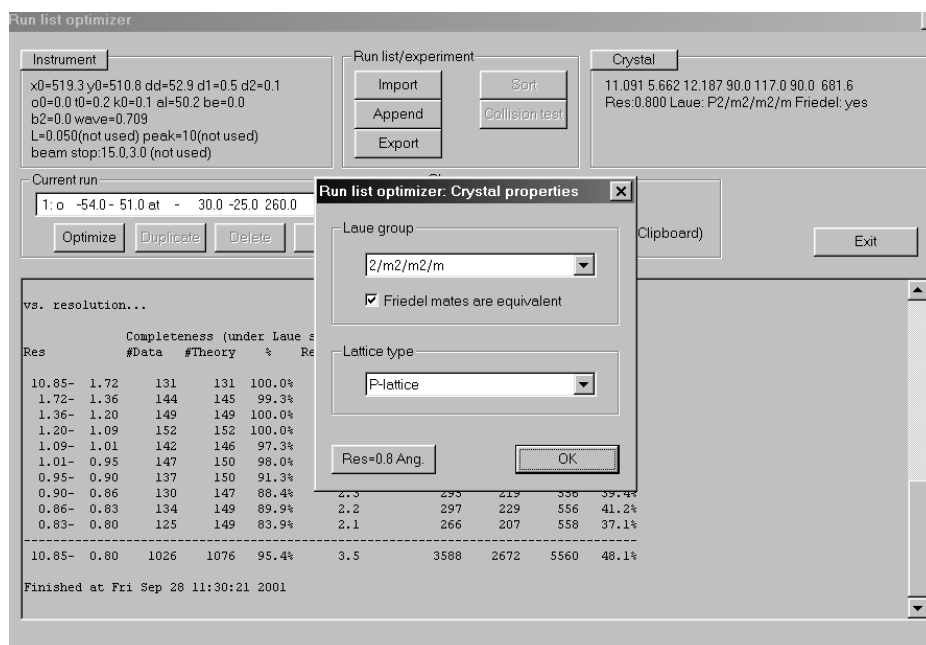 Run list optimizer
Instrument
x0=519.3 y0=510.8 dd=52.9 d1=0.5 d2=0.1
o0=0.0 t0=0.2 k0=0.1 al=50.2 be=0.0
b2=0.0 wave=0.709
L=0.050(not used) peak=10(not used)
beam stop:15.0,3.0 (not used)
Run list/experiment
Import Sort
Append Collision test
Export
Crystal
11.091 5.662 12.187 90.0 117.0 90.0 681.6
Res:0.800 Laue: P2/m2/m2/m Friedel: yes
Current run
1: o -54.0 - 51.0 at - 30.0 -25.0 260.0
Optimize Duplicate Delete
Clipboard)
Exit
Run list optimizer: Crystal properties
Laue group
2/m2/m2/m
Friedel mates are equivalent
Lattice type
P-lattice
Res=0.8 Ang. OK
vs. resolution...
Completeness (under Laue s
Res #Data #Theory % Re
10.85- 1.72 131 131 100.0%
1.72- 1.36 144 145 99.3%
1.36- 1.20 149 149 100.0%
1.20- 1.09 152 152 100.0%
1.09- 1.01 142 146 97.3%
1.01- 0.95 147 150 98.0%
0.95- 0.90 137 150 91.3%
0.90- 0.86 130 147 88.4% 2.3 293 219 556 39.4%
0.86- 0.83 134 149 89.9% 2.2 297 229 556 41.2%
0.83- 0.80 125 149 83.9% 2.1 266 207 558 37.1%
10.85- 0.80 1026 1076 95.4% 3.5 3588 2672 5560 48.1%
Finished at Fri Sep 28 11:30:21 2001